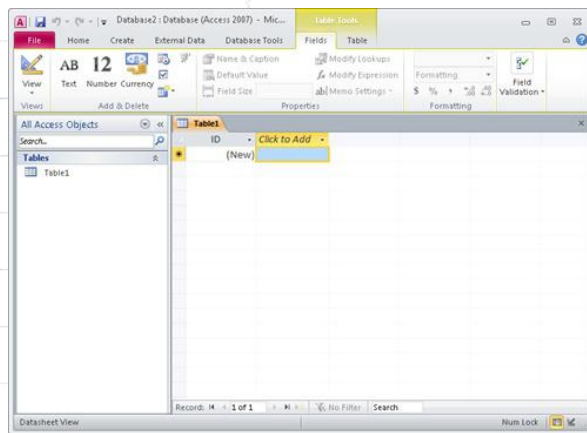 A Database2 : Database (Access 2007) - Mic... Table Tools
File Home Create External Data Database Tools Fields Table
View
AB 12
Text Number Currency
Name & Caption
Default Value
Field Size
Modify Lookups
fx Modify Expression
ab| Memo Settings
Formatting
$ % ,
Field
Validation
Views Add & Delete Properties Formatting
All Access Objects
Search...
Tables
Table1
Table1
ID Click to Add
(New)
Record: 1 of 1 No Filter Search
Datasheet View Num Lock